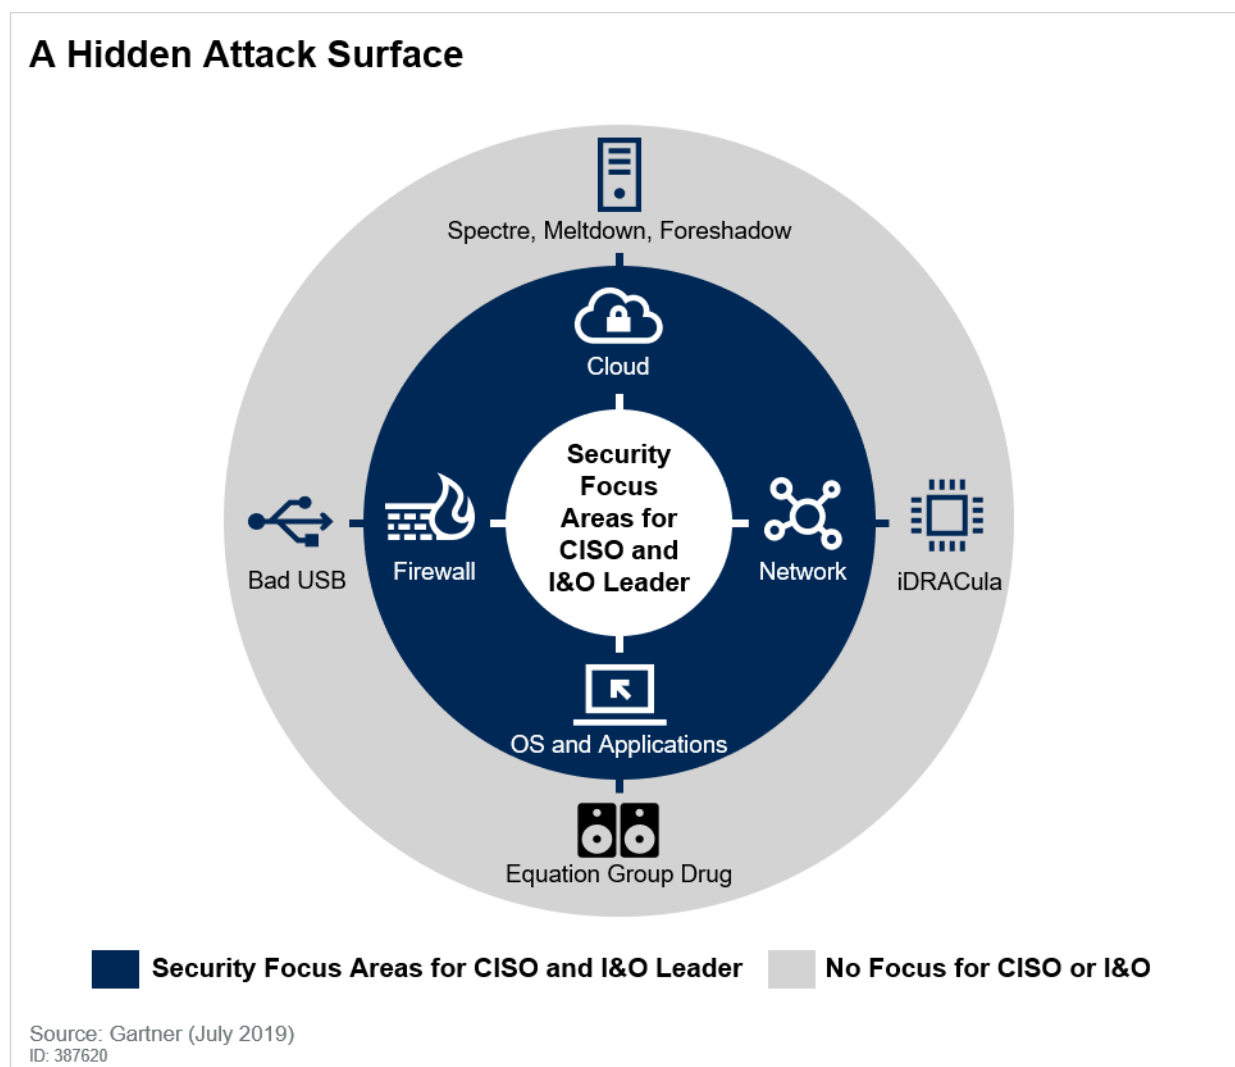 A Hidden Attack Surface
Spectre, Meltdown, Foreshadow
Cloud
Security
Focus
Areas for
CISO and
I&O Leader
Bad USB
Firewall
Network
iDRACula
OS and Applications
Equation Group Drug
Security Focus Areas for CISO and I&O Leader
No Focus for CISO or I&O
Source: Gartner (July 2019)
ID: 387620